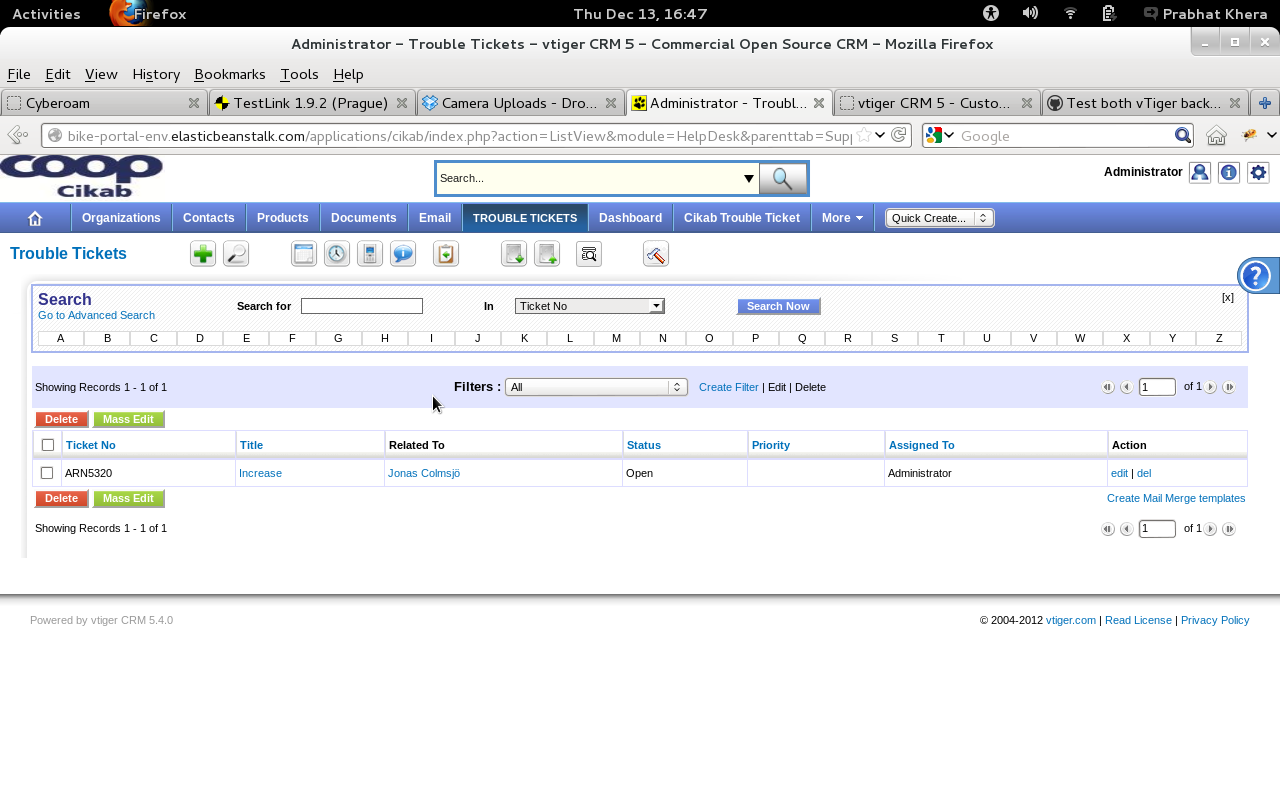 Activities Firefox Thu Dec 13, 16:47 Prabhat Khera
Administrator – Trouble Tickets – vtiger CRM 5 – Commercial Open Source CRM – Mozilla Firefox
File Edit View History Bookmarks Tools Help
Cyberoam TestLink 1.9.2 (Prague) Camera Uploads - Dro... Administrator - Troubl... vtiger CRM 5 - Custo... Test both vTiger back...
bike-portal-env.elasticbeanstalk.com/applications/cikab/index.php?action=ListView&module=HelpDesk&parenttab=Sup Google
coop
Cikab
Search...
Administrator
Organizations Contacts Products Documents Email TROUBLE TICKETS Dashboard Cikab Trouble Ticket More Quick Create...
Trouble Tickets
Search
Go to Advanced Search
Search for In Ticket No Search Now [x]
A B C D E F G H I J K L M N O P Q R S T U V W X Y Z
Showing Records 1 - 1 of 1 Filters : All Create Filter | Edit | Delete 1 of 1
Delete Mass Edit
Ticket No Title Related To Status Priority Assigned To Action
ARN5320 Increase Jonas Colmsjö Open Administrator edit | del
Delete Mass Edit Create Mail Merge templates
Showing Records 1 - 1 of 1 1 of 1
Powered by vtiger CRM 5.4.0 © 2004-2012 vtiger.com | Read License | Privacy Policy